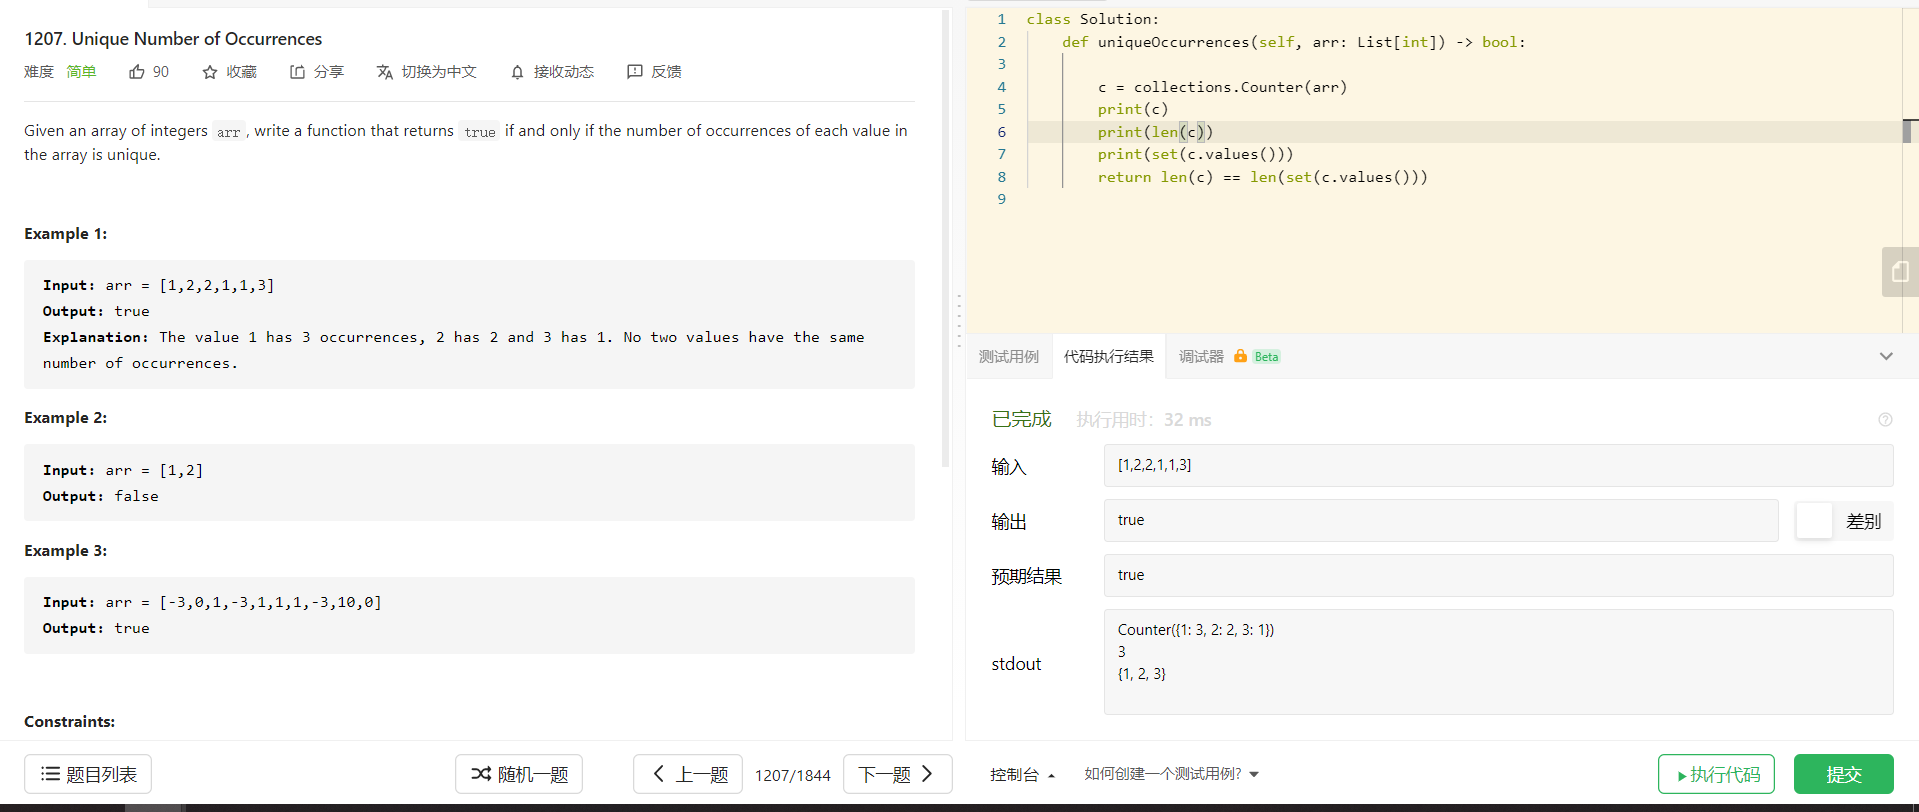 1207. Unique Number of Occurrences
难度 简单 90 收藏 分享 切换为中文 接收动态 反馈
Given an array of integers arr, write a function that returns true if and only if the number of occurrences of each value in
the array is unique.
Example 1:
Input: arr = [1,2,2,1,1,3]
Output: true
Explanation: The value 1 has 3 occurrences, 2 has 2 and 3 has 1. No two values have the same
number of occurrences.
Example 2:
Input: arr = [1,2]
Output: false
Example 3:
Input: arr = [-3,0,1,-3,1,1,1,-3,10,0]
Output: true
Constraints:
题目列表 随机一题 上一题 1207/1844 下一题
1 class Solution:
2     def uniqueOccurrences(self, arr: List[int]) -> bool:
3
4         c = collections.Counter(arr)
5         print(c)
6         print(len(c))
7         print(set(c.values()))
8         return len(c) == len(set(c.values()))
9
测试用例 代码执行结果 调试器 Beta
已完成 执行用时: 32 ms
输入 [1,2,2,1,1,3]
输出 true 差别
预期结果 true
stdout
Counter({1: 3, 2: 2, 3: 1})
3
{1, 2, 3}
控制台 如何创建一个测试用例? 执行代码 提交